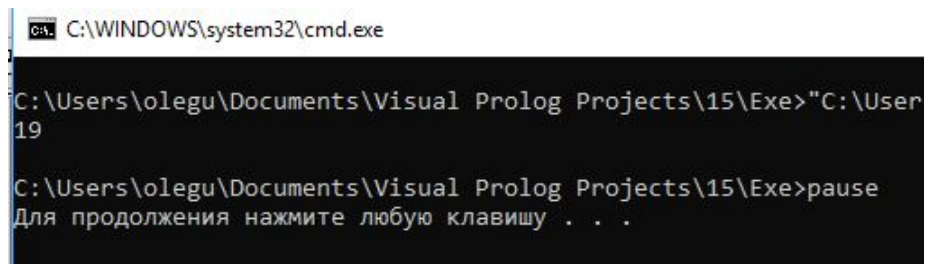 C:\WINDOWS\system32\cmd.exe
C:\Users\olegu\Documents\Visual Prolog Projects\15\Exe>"C:\User
19
C:\Users\olegu\Documents\Visual Prolog Projects\15\Exe>pause
Для продолжения нажмите любую клавишу . . .